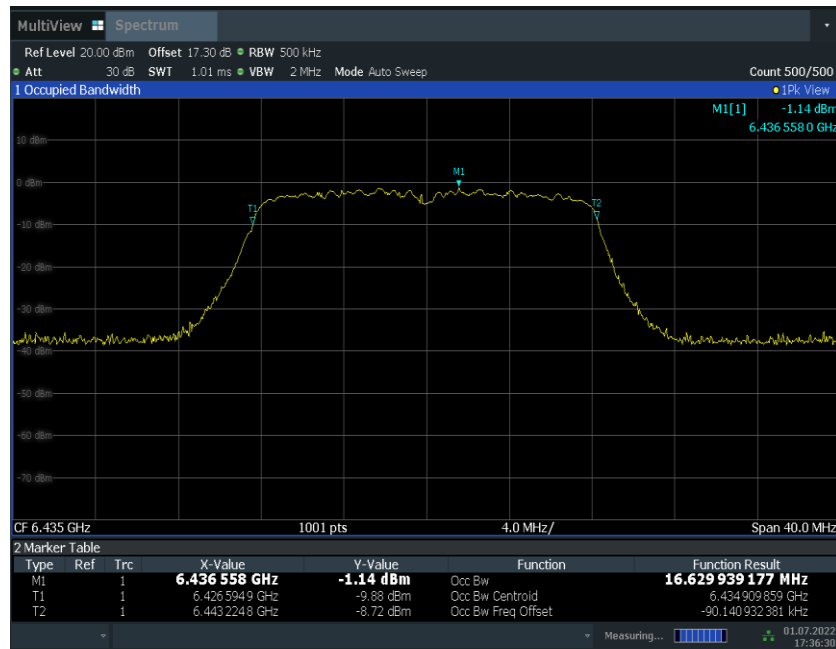 MultiView Spectrum
Ref Level 20.00 dBm Offset 17.30 dB RBW 500 kHz
Att 30 dB SWT 1.01 ms VBW 2 MHz Mode Auto Sweep Count 500/500
1 Occupied Bandwidth 1Pk View
M1[1] -1.14 dBm
6.436 558 0 GHz
10 dBm
M1
0 dBm
T1 T2
-10 dBm
-20 dBm
-30 dBm
-40 dBm
-50 dBm
-60 dBm
-70 dBm
CF 6.435 GHz 1001 pts 4.0 MHz/ Span 40.0 MHz
2 Marker Table
Type Ref Trc X-Value Y-Value Function Function Result
M1 1 6.436 558 GHz -1.14 dBm Occ Bw 16.629 939 177 MHz
T1 1 6.426 594 9 GHz -9.88 dBm Occ Bw Centroid 6.434 909 859 GHz
T2 1 6.443 224 8 GHz -8.72 dBm Occ Bw Freq Offset -90.140 932 381 kHz
Measuring... 01.07.2022
17:36:30